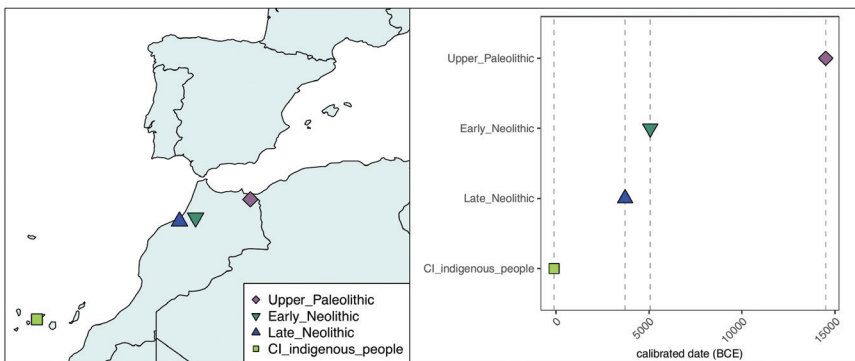 Upper_Paleolithic
Early_Neolithic
Late_Neolithic
CI_indigenous_people
Upper_Paleolithic
Early_Neolithic
Late_Neolithic
CI_indigenous_people
0
5000
10000
15000
calibrated date (BCE)